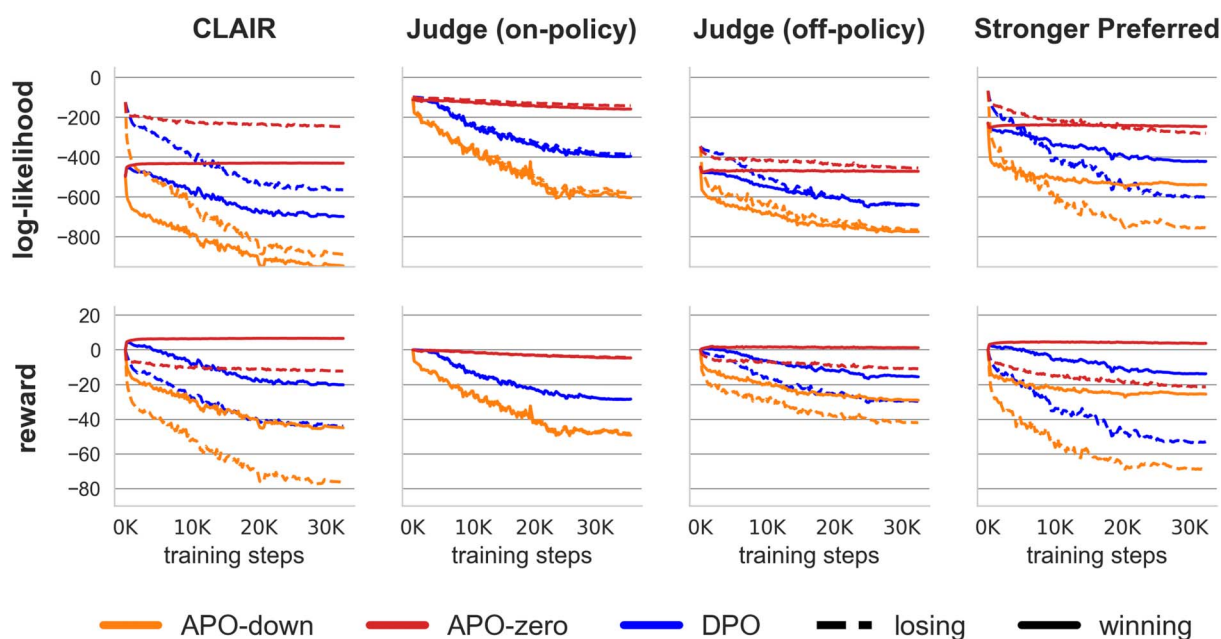 CLAIR Judge (on-policy) Judge (off-policy) Stronger Preferred
log-likelihood
0
−200
−400
−600
−800
reward
20
0
−20
−40
−60
−80
0K 10K 20K 30K 0K 10K 20K 30K 0K 10K 20K 30K 0K 10K 20K 30K
training steps training steps training steps training steps
APO-down APO-zero DPO losing winning